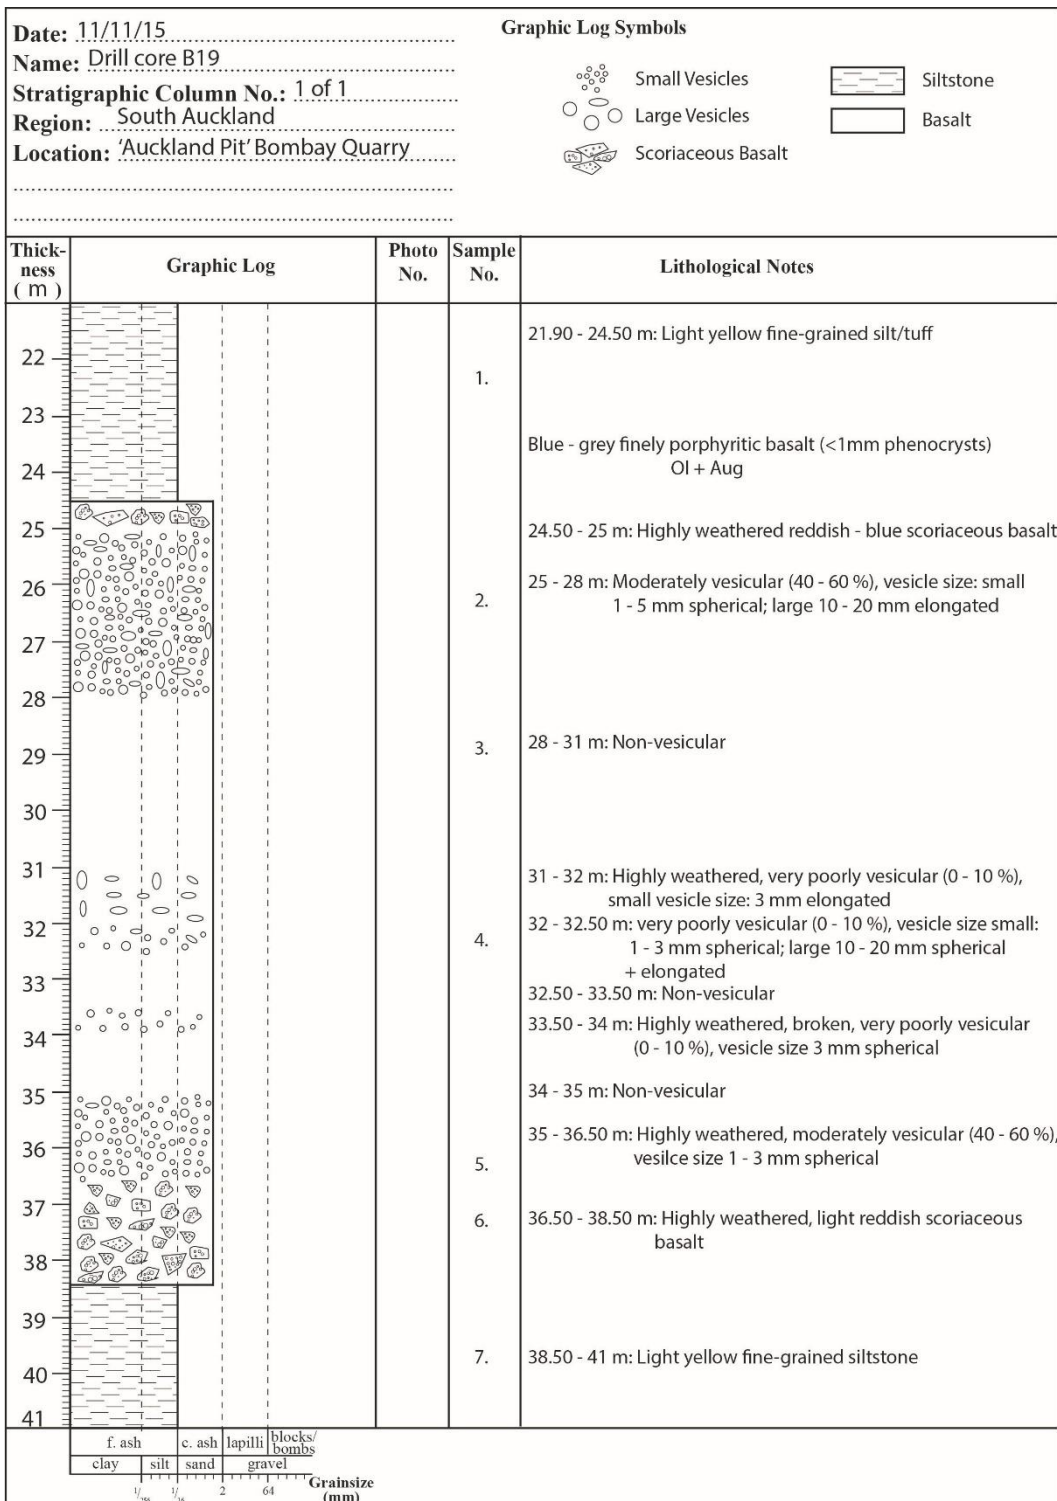 Date: 11/11/15
Name: Drill core B19
Stratigraphic Column No.: 1 of 1
Region: South Auckland
Location: 'Auckland Pit' Bombay Quarry
Graphic Log Symbols
Small Vesicles
Large Vesicles
Scoriaceous Basalt
Siltstone
Basalt
Thick-
ness
( m )
Graphic Log
Photo
No.
Sample
No.
Lithological Notes
21.90 - 24.50 m: Light yellow fine-grained silt/tuff
22
1.
23
Blue - grey finely porphyritic basalt (<1mm phenocrysts)
Ol + Aug
24
25
24.50 - 25 m: Highly weathered reddish - blue scoriaceous basalt
26
2.
25 - 28 m: Moderately vesicular (40 - 60 %), vesicle size: small
1 - 5 mm spherical; large 10 - 20 mm elongated
27
28
29
3.
28 - 31 m: Non-vesicular
30
31
31 - 32 m: Highly weathered, very poorly vesicular (0 - 10 %),
small vesicle size: 3 mm elongated
32
4.
32 - 32.50 m: very poorly vesicular (0 - 10 %), vesicle size small:
1 - 3 mm spherical; large 10 - 20 mm spherical
+ elongated
33
32.50 - 33.50 m: Non-vesicular
34
33.50 - 34 m: Highly weathered, broken, very poorly vesicular
(0 - 10 %), vesicle size 3 mm spherical
35
34 - 35 m: Non-vesicular
36
5.
35 - 36.50 m: Highly weathered, moderately vesicular (40 - 60 %),
vesilce size 1 - 3 mm spherical
37
6.
36.50 - 38.50 m: Highly weathered, light reddish scoriaceous
basalt
38
39
40
7.
38.50 - 41 m: Light yellow fine-grained siltstone
41
f. ash c. ash lapilli blocks/
bombs
clay silt sand gravel
1/256 1/16 2 64
Grainsize
(mm)